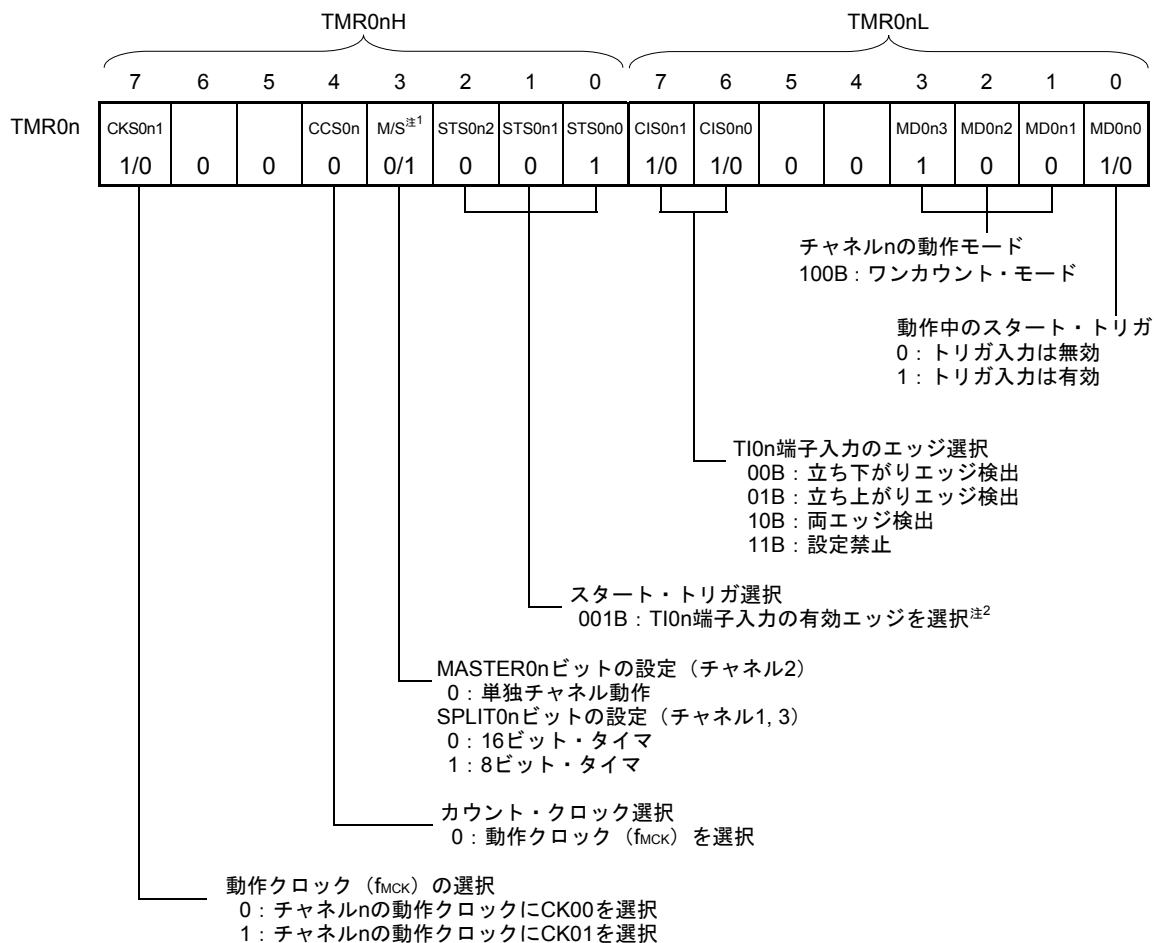 TMR0nH TMR0nL
7 6 5 4 3 2 1 0 7 6 5 4 3 2 1 0
TMR0n CKS0n1 CCS0n M/S注1 STS0n2 STS0n1 STS0n0 CIS0n1 CIS0n0 MD0n3 MD0n2 MD0n1 MD0n0
1/0 0 0 0 0/1 0 0 1 1/0 1/0 0 0 1 0 0 1/0
チャネルnの動作モード
100B：ワンカウント・モード
動作中のスタート・トリガ
0：トリガ入力は無効
1：トリガ入力は有効
TI0n端子入力のエッジ選択
00B：立ち下がりエッジ検出
01B：立ち上がりエッジ検出
10B：両エッジ検出
11B：設定禁止
スタート・トリガ選択
001B：TI0n端子入力の有効エッジを選択注2
MASTER0nビットの設定（チャネル2）
0：単独チャネル動作
SPLIT0nビットの設定（チャネル1, 3）
0：16ビット・タイマ
1：8ビット・タイマ
カウント・クロック選択
0：動作クロック（fMCK）を選択
動作クロック（fMCK）の選択
0：チャネルnの動作クロックにCK00を選択
1：チャネルnの動作クロックにCK01を選択